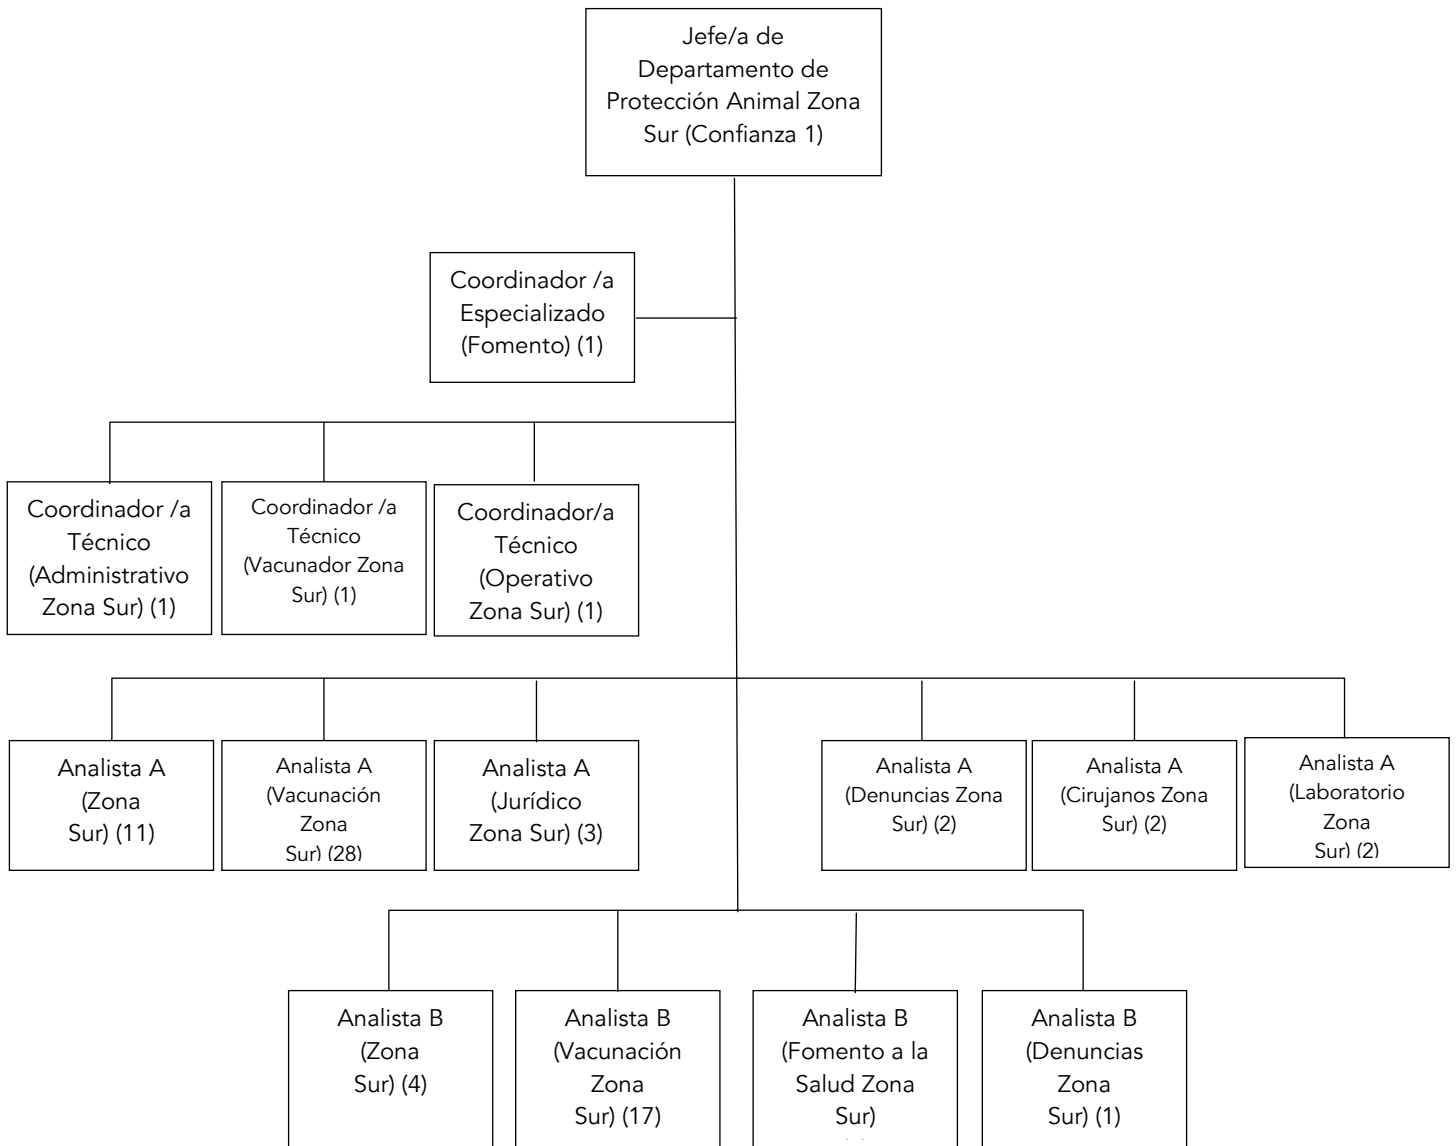 Jefe/a de
Departamento de
Protección Animal Zona
Sur (Confianza 1)
Coordinador /a
Especializado
(Fomento) (1)
Coordinador /a
Técnico
(Administrativo
Zona Sur) (1)
Coordinador /a
Técnico
(Vacunador Zona
Sur) (1)
Coordinador/a
Técnico
(Operativo
Zona Sur) (1)
Analista A
(Zona
Sur) (11)
Analista A
(Vacunación
Zona
Sur) (28)
Analista A
(Jurídico
Zona Sur) (3)
Analista A
(Denuncias Zona
Sur) (2)
Analista A
(Cirujanos Zona
Sur) (2)
Analista A
(Laboratorio
Zona
Sur) (2)
Analista B
(Zona
Sur) (4)
Analista B
(Vacunación
Zona
Sur) (17)
Analista B
(Fomento a la
Salud Zona
Sur)
Analista B
(Denuncias
Zona
Sur) (1)